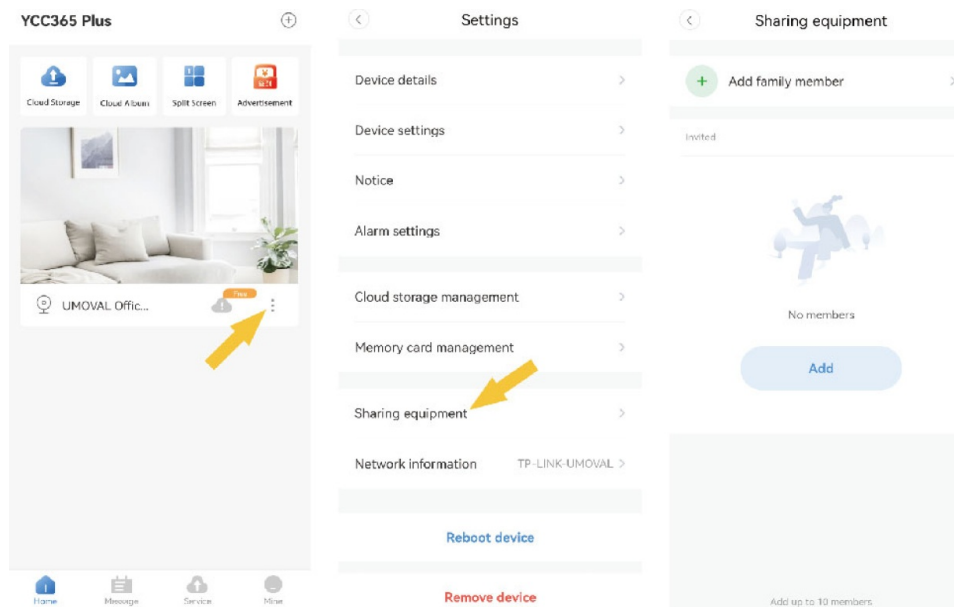 YCC365 Plus
Cloud Storage
Cloud Album
Split Screen
Advertisement
UMOVAL Offic...
Free
Home
Message
Service
Mine
Settings
Device details
Device settings
Notice
Alarm settings
Cloud storage management
Memory card management
Sharing equipment
Network information TP-LINK-UMOVAL
Reboot device
Remove device
Sharing equipment
Add family member
Invited
No members
Add
Add up to 10 members